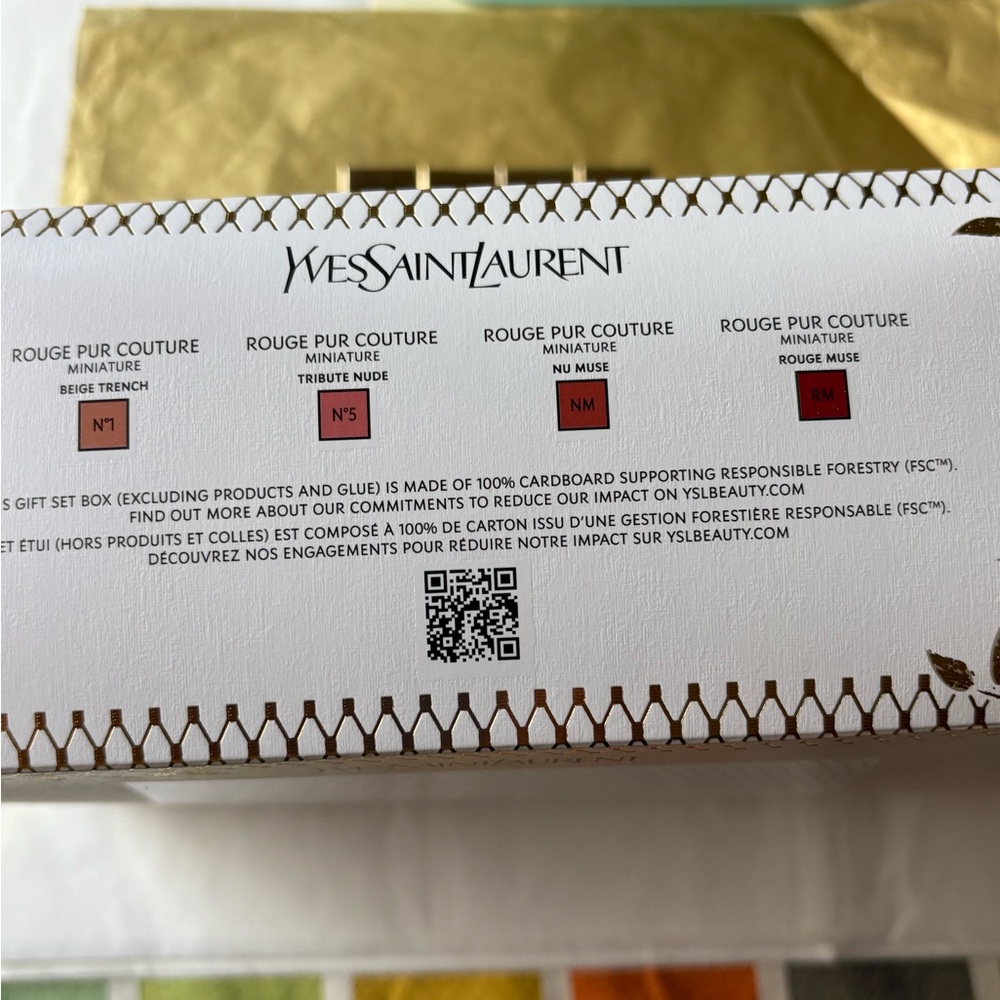 YVESSAINTLAURENT
ROUGE PUR COUTURE
MINIATURE
BEIGE TRENCH
N°1
ROUGE PUR COUTURE
MINIATURE
TRIBUTE NUDE
N°5
ROUGE PUR COUTURE
MINIATURE
NU MUSE
NM
ROUGE PUR COUTURE
MINIATURE
ROUGE MUSE
RM
S GIFT SET BOX (EXCLUDING PRODUCTS AND GLUE) IS MADE OF 100% CARDBOARD SUPPORTING RESPONSIBLE FORESTRY (FSC™).
FIND OUT MORE ABOUT OUR COMMITMENTS TO REDUCE OUR IMPACT ON YSLBEAUTY.COM
ET ÉTUI (HORS PRODUITS ET COLLES) EST COMPOSÉ À 100% DE CARTON ISSU D'UNE GESTION FORESTIÈRE RESPONSABLE (FSC™).
DÉCOUVREZ NOS ENGAGEMENTS POUR RÉDUIRE NOTRE IMPACT SUR YSLBEAUTY.COM
YVESSAINTLAURENT